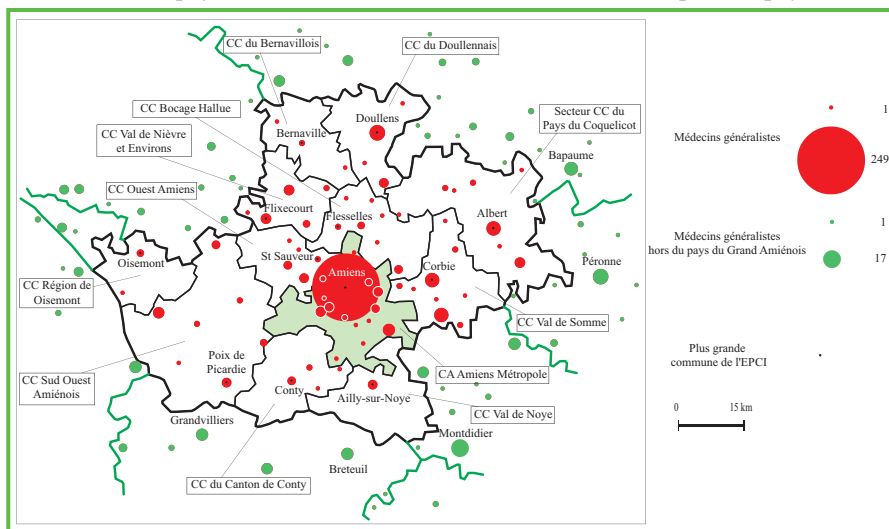 CC du Bernavillois
CC du Doullennais
CC Bocage Hallue
Secteur CC du
Pays du Coquelicot
CC Val de Nièvre
et Environs
CC Ouest Amiens
Bernaville
Doullens
Bapaume
Flixecourt
Flesselles
Albert
Oisemont
St Sauveur
Amiens
Corbie
Péronne
CC Région de
Oisemont
CC Val de Somme
CC Sud Ouest
Amiénois
Poix de
Picardie
CA Amiens Métropole
Conty
Ailly-sur-Noye
CC Val de Noye
Grandvilliers
Montdidier
Breteuil
CC du Canton de Conty
1
Médecins généralistes
249
1
Médecins généralistes
hors du pays du Grand Amiénois
17
Plus grande
commune de l'EPCI
0 15 km